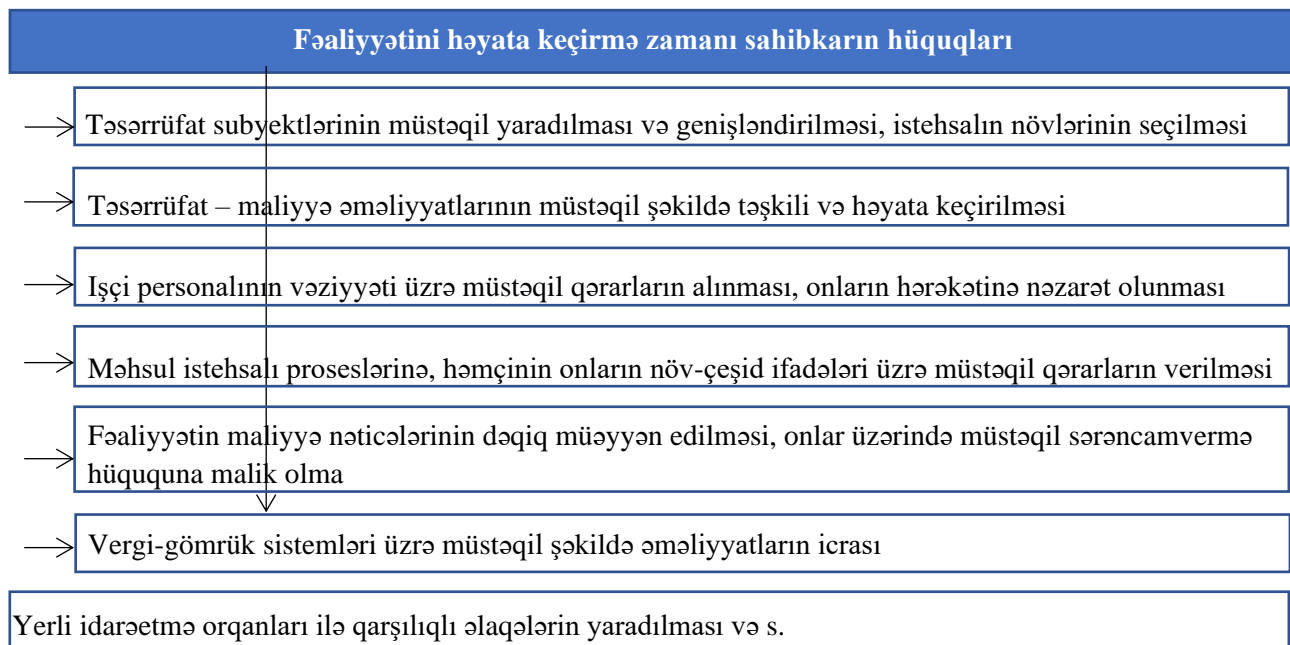 Fəaliyyətini həyata keçirmə zamanı sahibkarın hüquqları
Təsərrüfat subyektlərinin müstəqil yaradılması və genişləndirilməsi, istehsalın növlərinin seçilməsi
Təsərrüfat – maliyyə əməliyyatlarının müstəqil şəkildə təşkili və həyata keçirilməsi
Işçi personalının vəziyyəti üzrə müstəqil qərarların alınması, onların hərəkətinə nəzarət olunması
Məhsul istehsalı proseslərinə, həmçinin onların növ-çeşid ifadələri üzrə müstəqil qərarların verilməsi
Fəaliyyətin maliyyə nəticələrinin dəqiq müəyyən edilməsi, onlar üzərində müstəqil sərəncamvermə
hüququna malik olma
Vergi-gömrük sistemləri üzrə müstəqil şəkildə əməliyyatların icrası
Yerli idarəetmə orqanları ilə qarşılıqlı əlaqələrin yaradılması və s.